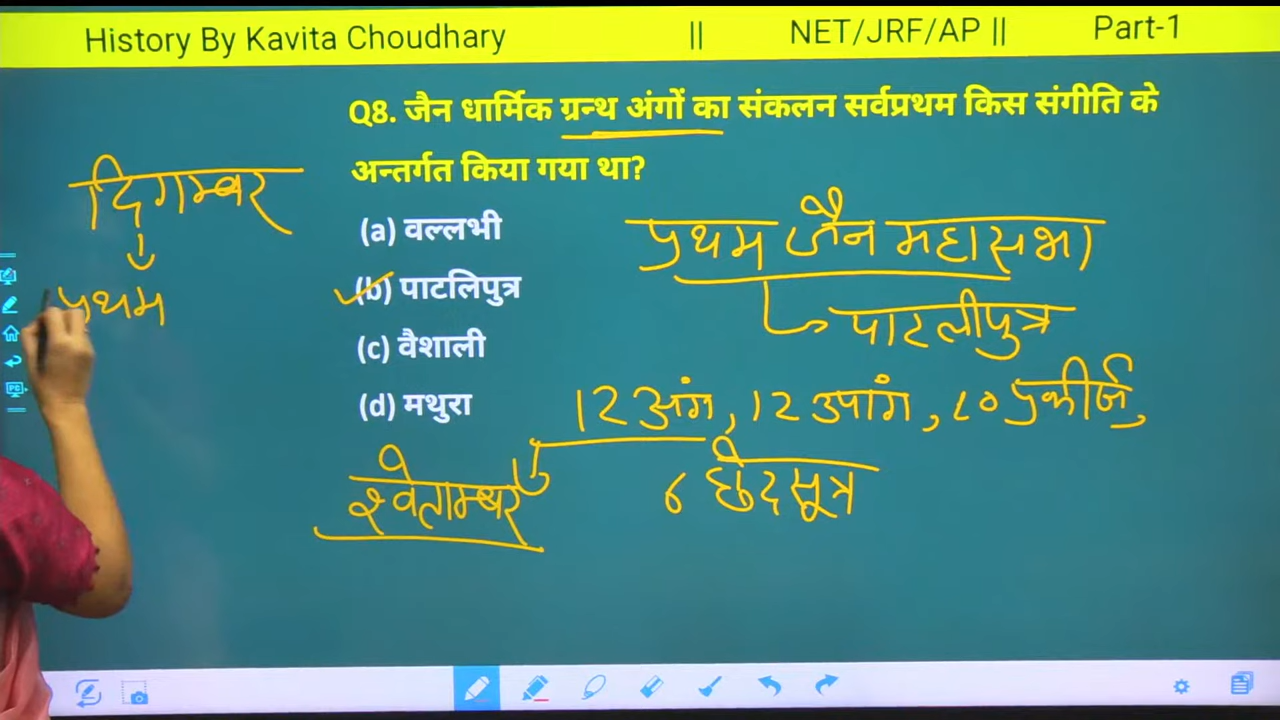 History By Kavita Choudhary || NET/JRF/AP || Part-1
Q8. जैन धार्मिक ग्रन्थ अंगों का संकलन सर्वप्रथम किस संगीति के
अन्तर्गत किया गया था?
(a) वल्लभी
(b) पाटलिपुत्र
(c) वैशाली
(d) मथुरा
दिगम्बर
प्रथम
प्रथम जैन महासभा
पाटलीपुत्र
12 अंग, 12 उपांग, 10 प्रकीर्ण,
6 छेदसूत्र
श्वेताम्बर
PC